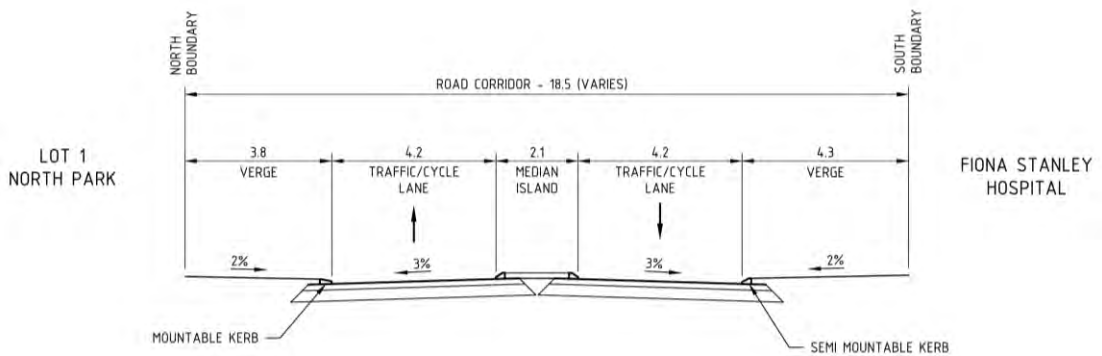 NORTH
BOUNDARY
SOUTH
BOUNDARY
ROAD CORRIDOR - 18.5 (VARIES)
LOT 1
NORTH PARK
3.8
VERGE
4.2
TRAFFIC/CYCLE
LANE
2.1
MEDIAN
ISLAND
4.2
TRAFFIC/CYCLE
LANE
4.3
VERGE
FIONA STANLEY
HOSPITAL
2%
3%
3%
2%
MOUNTABLE KERB
SEMI MOUNTABLE KERB